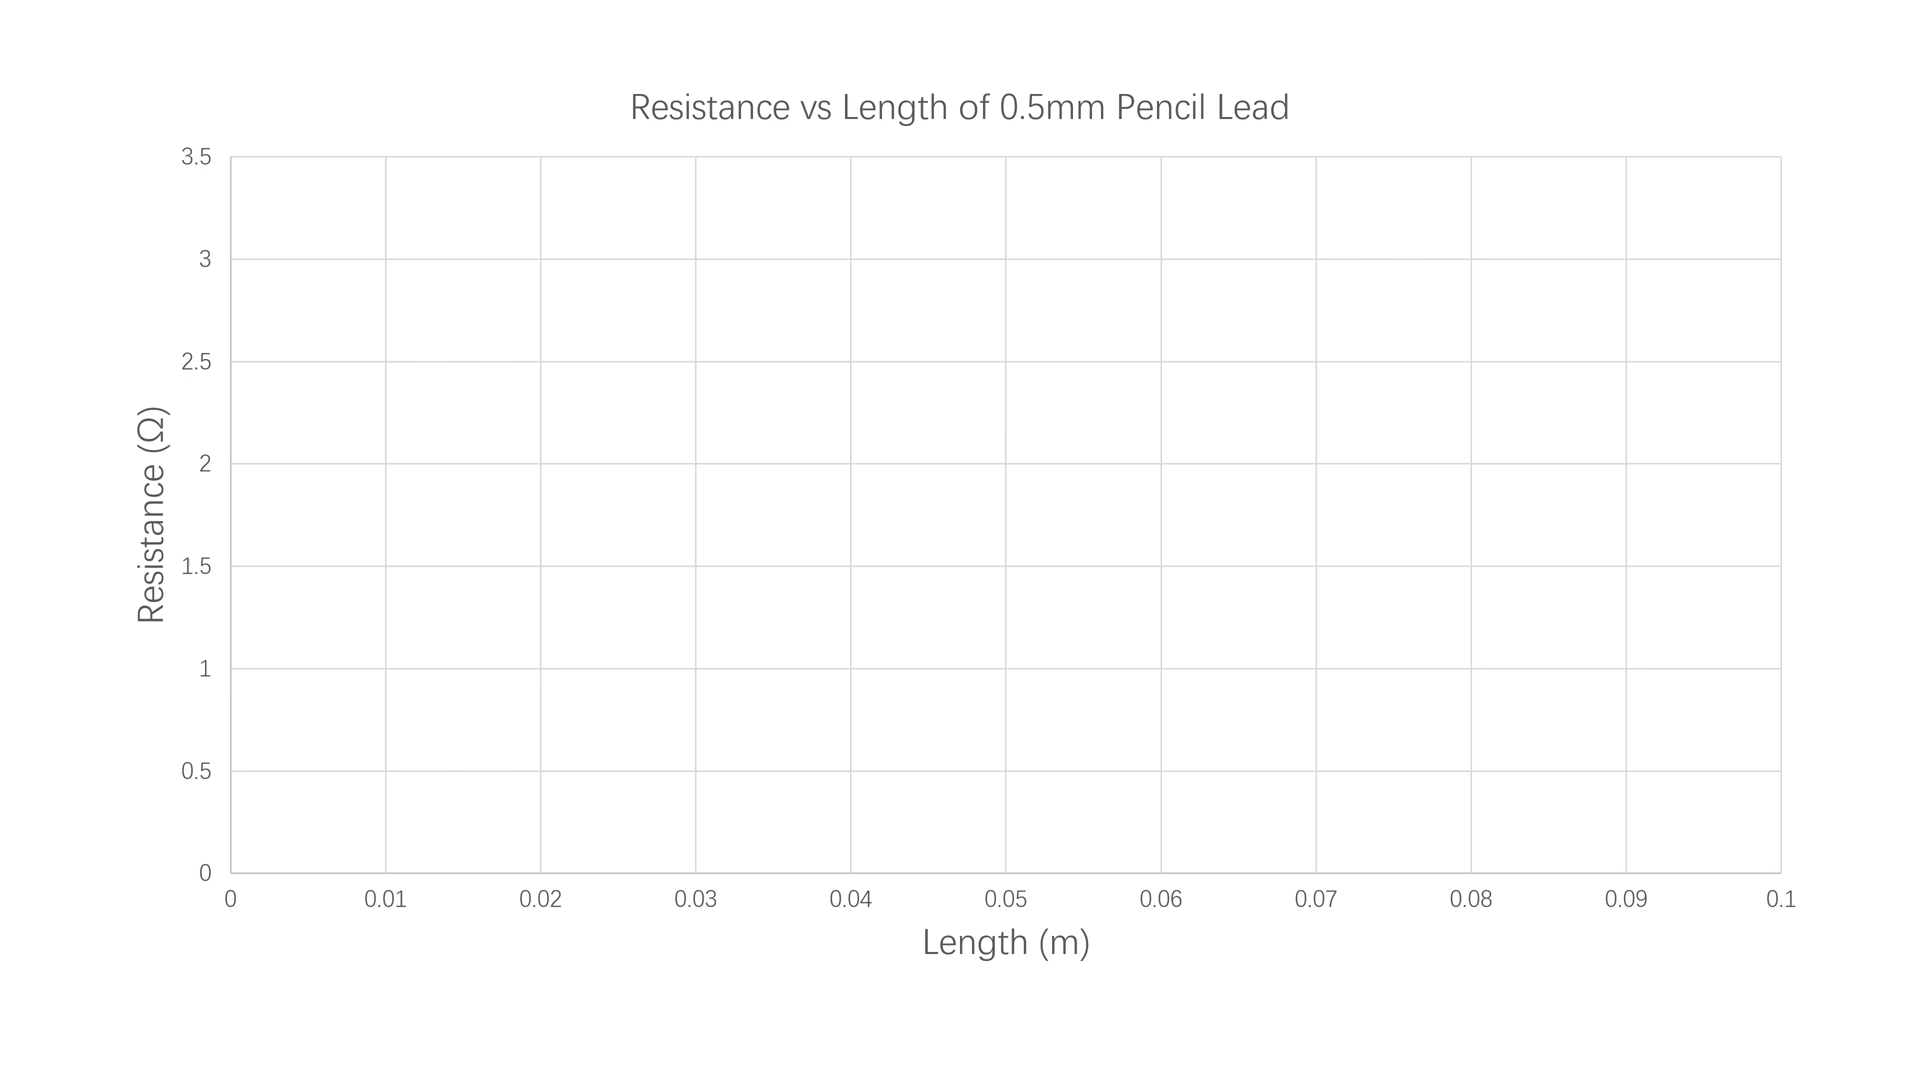 Resistance vs Length of 0.5mm Pencil Lead
3.5
3
2.5
2
1.5
1
0.5
0
Resistance (Ω)
0 0.01 0.02 0.03 0.04 0.05 0.06 0.07 0.08 0.09 0.1
Length (m)